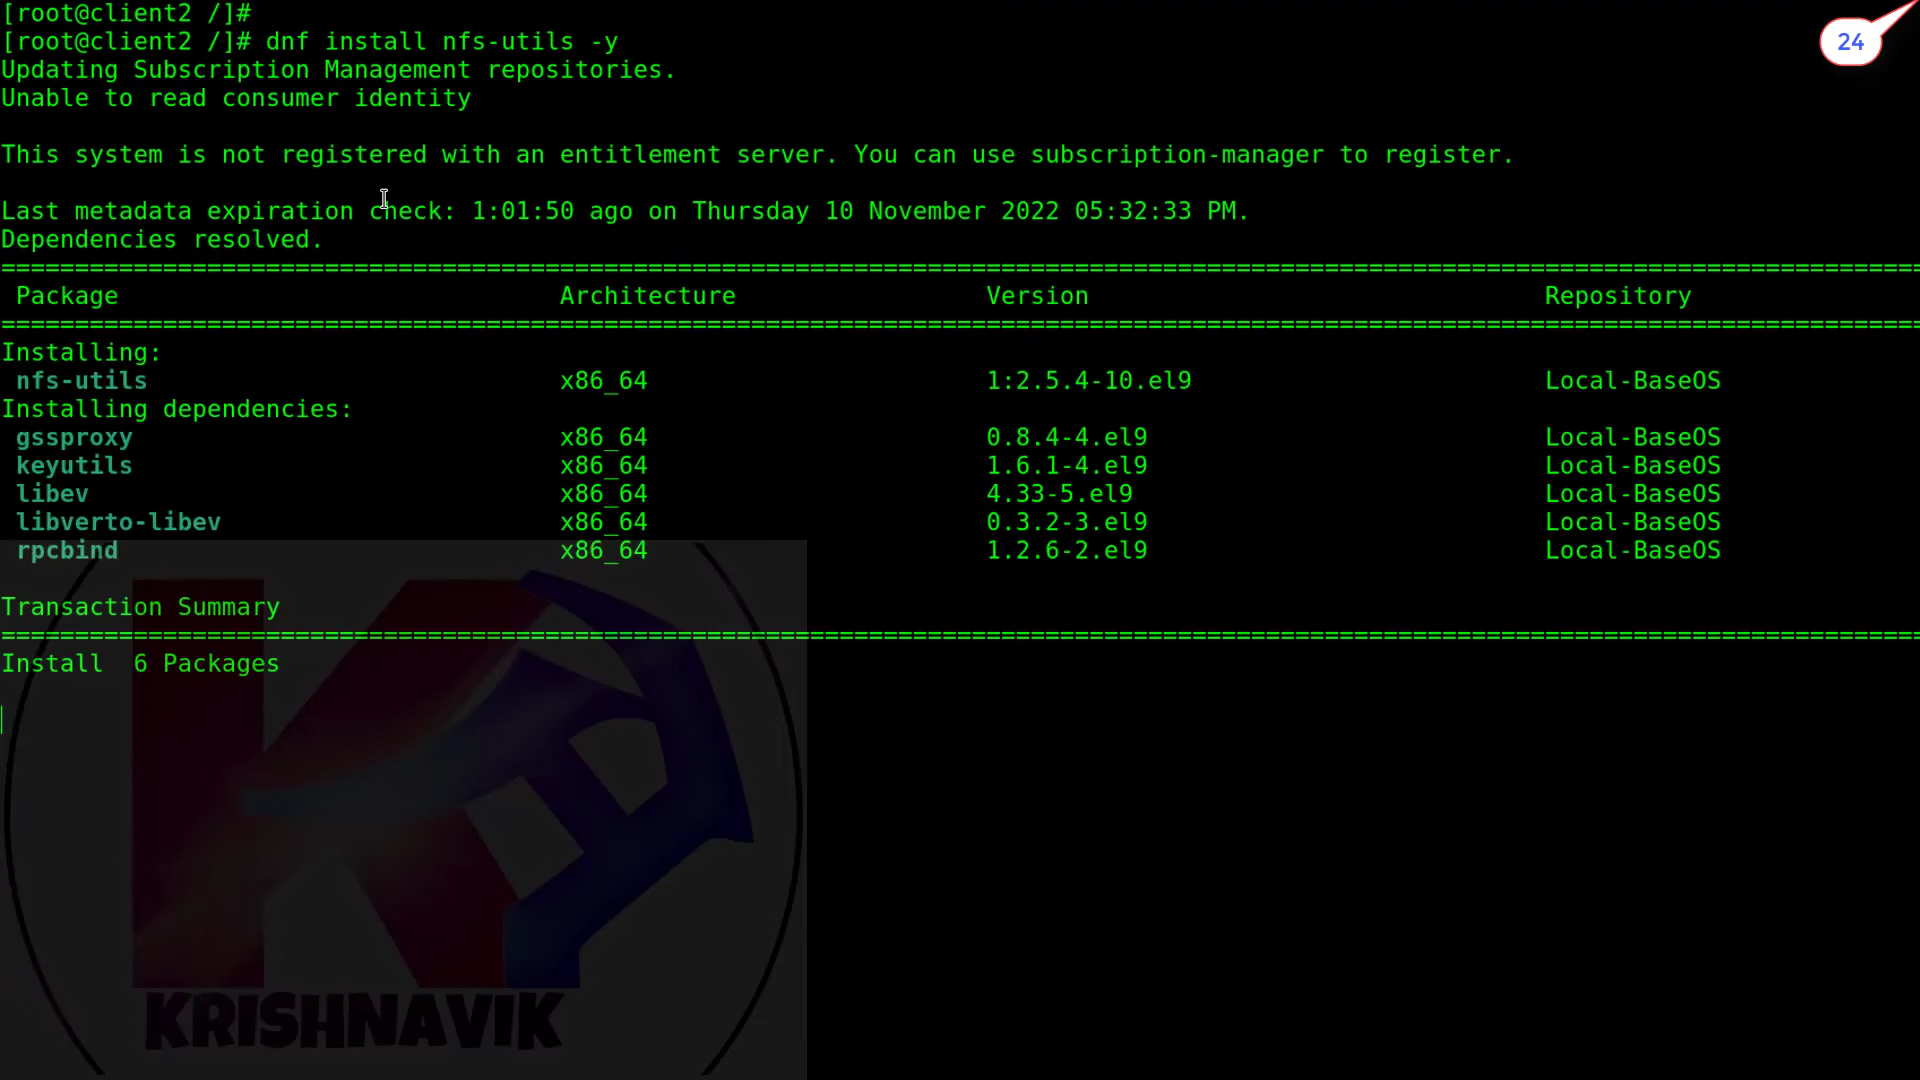 [root@client2 /]#
[root@client2 /]# dnf install nfs-utils -y
24
Updating Subscription Management repositories.
Unable to read consumer identity
This system is not registered with an entitlement server. You can use subscription-manager to register.
Last metadata expiration check: 1:01:50 ago on Thursday 10 November 2022 05:32:33 PM.
Dependencies resolved.
================================================================================
Package Architecture Version Repository
================================================================================
Installing:
nfs-utils x86_64 1:2.5.4-10.el9 Local-BaseOS
Installing dependencies:
gssproxy x86_64 0.8.4-4.el9 Local-BaseOS
keyutils x86_64 1.6.1-4.el9 Local-BaseOS
libev x86_64 4.33-5.el9 Local-BaseOS
libverto-libev x86_64 0.3.2-3.el9 Local-BaseOS
rpcbind x86_64 1.2.6-2.el9 Local-BaseOS
Transaction Summary
================================================================================
Install 6 Packages
KRISHNAVIK